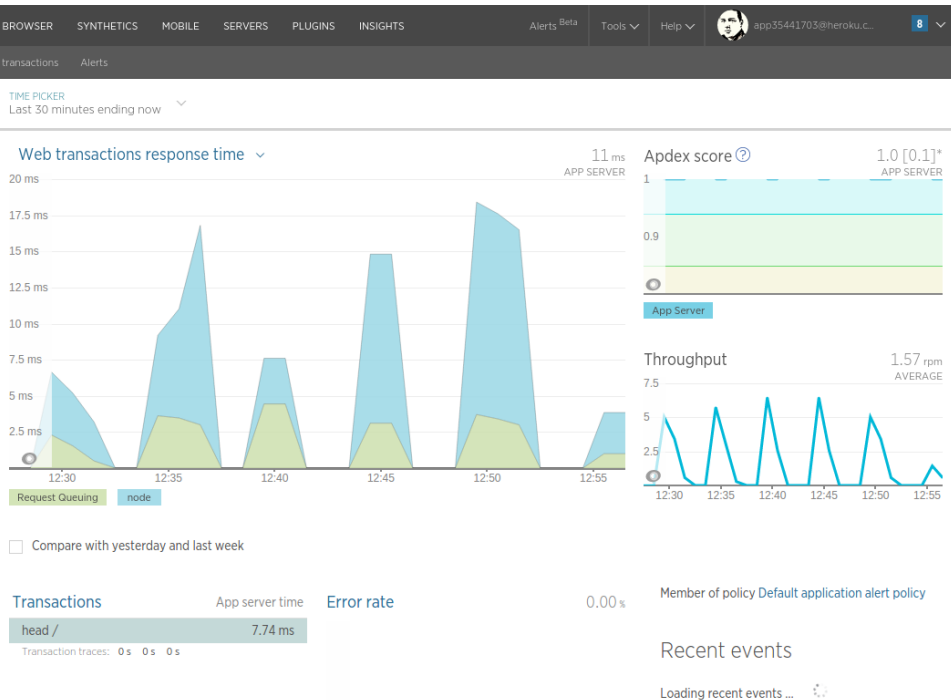 BROWSER SYNTHETICS MOBILE SERVERS PLUGINS INSIGHTS Alerts Beta Tools Help app35441703@heroku.c... 8
transactions Alerts
TIME PICKER
Last 30 minutes ending now
Web transactions response time
11 ms
APP SERVER
20 ms
17.5 ms
15 ms
12.5 ms
10 ms
7.5 ms
5 ms
2.5 ms
12:30 12:35 12:40 12:45 12:50 12:55
Request Queuing node
Compare with yesterday and last week
Apdex score ?
1.0 [0.1]*
APP SERVER
1
0.9
App Server
Throughput
1.57 rpm
AVERAGE
7.5
5
2.5
12:30 12:35 12:40 12:45 12:50 12:55
Transactions App server time
head / 7.74 ms
Transaction traces: 0 s 0 s 0 s
Error rate 0.00 %
Member of policy Default application alert policy
Recent events
Loading recent events ...